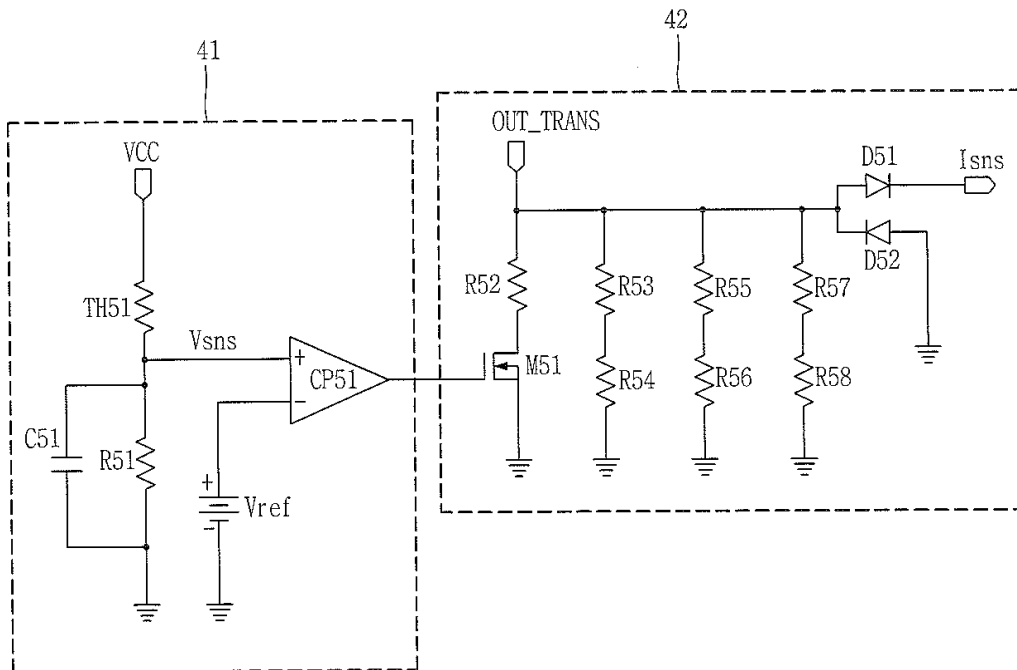 41
42
VCC
OUT_TRANS
D51
Isns
D52
TH51
R52
R53
R55
R57
Vsns
+
CP51
-
M51
R54
R56
R58
C51
R51
+
Vref
-